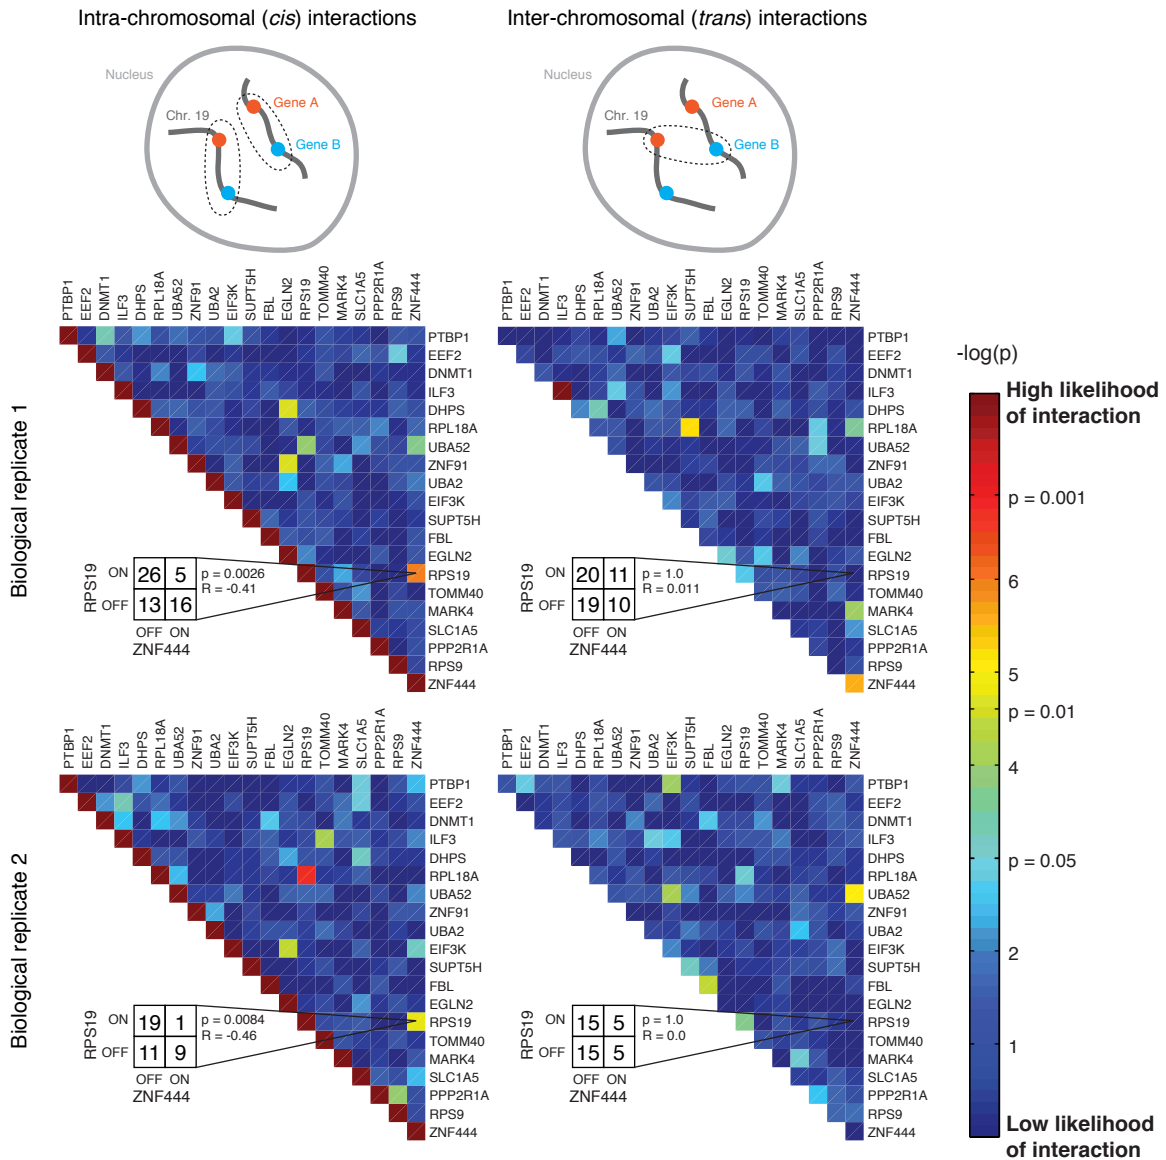 Intra-chromosomal (cis) interactions
Inter-chromosomal (trans) interactions
Nucleus
Chr. 19
Gene A
Gene B
Nucleus
Chr. 19
Gene A
Gene B
Biological replicate 1
PTBP1 EEF2 DNMT1 ILF3 DHPS RPL18A UBA52 ZNF91 UBA2 EIF3K SUPT5H FBL EGLN2 RPS19 TOMM40 MARK4 SLC1A5 PPP2R1A RPS9 ZNF444
PTBP1
EEF2
DNMT1
ILF3
DHPS
RPL18A
UBA52
ZNF91
UBA2
EIF3K
SUPT5H
FBL
EGLN2
RPS19
TOMM40
MARK4
SLC1A5
PPP2R1A
RPS9
ZNF444
RPS19
ON 26 5
OFF 13 16
OFF ON
ZNF444
p = 0.0026
R = -0.41
PTBP1 EEF2 DNMT1 ILF3 DHPS RPL18A UBA52 ZNF91 UBA2 EIF3K SUPT5H FBL EGLN2 RPS19 TOMM40 MARK4 SLC1A5 PPP2R1A RPS9 ZNF444
PTBP1
EEF2
DNMT1
ILF3
DHPS
RPL18A
UBA52
ZNF91
UBA2
EIF3K
SUPT5H
FBL
EGLN2
RPS19
TOMM40
MARK4
SLC1A5
PPP2R1A
RPS9
ZNF444
RPS19
ON 20 11
OFF 19 10
OFF ON
ZNF444
p = 1.0
R = 0.011
Biological replicate 2
PTBP1 EEF2 DNMT1 ILF3 DHPS RPL18A UBA52 ZNF91 UBA2 EIF3K SUPT5H FBL EGLN2 RPS19 TOMM40 MARK4 SLC1A5 PPP2R1A RPS9 ZNF444
PTBP1
EEF2
DNMT1
ILF3
DHPS
RPL18A
UBA52
ZNF91
UBA2
EIF3K
SUPT5H
FBL
EGLN2
RPS19
TOMM40
MARK4
SLC1A5
PPP2R1A
RPS9
ZNF444
RPS19
ON 19 1
OFF 11 9
OFF ON
ZNF444
p = 0.0084
R = -0.46
PTBP1 EEF2 DNMT1 ILF3 DHPS RPL18A UBA52 ZNF91 UBA2 EIF3K SUPT5H FBL EGLN2 RPS19 TOMM40 MARK4 SLC1A5 PPP2R1A RPS9 ZNF444
PTBP1
EEF2
DNMT1
ILF3
DHPS
RPL18A
UBA52
ZNF91
UBA2
EIF3K
SUPT5H
FBL
EGLN2
RPS19
TOMM40
MARK4
SLC1A5
PPP2R1A
RPS9
ZNF444
RPS19
ON 15 5
OFF 15 5
OFF ON
ZNF444
p = 1.0
R = 0.0
-log(p)
High likelihood
of interaction
p = 0.001
6
5
p = 0.01
4
p = 0.05
2
1
Low likelihood
of interaction